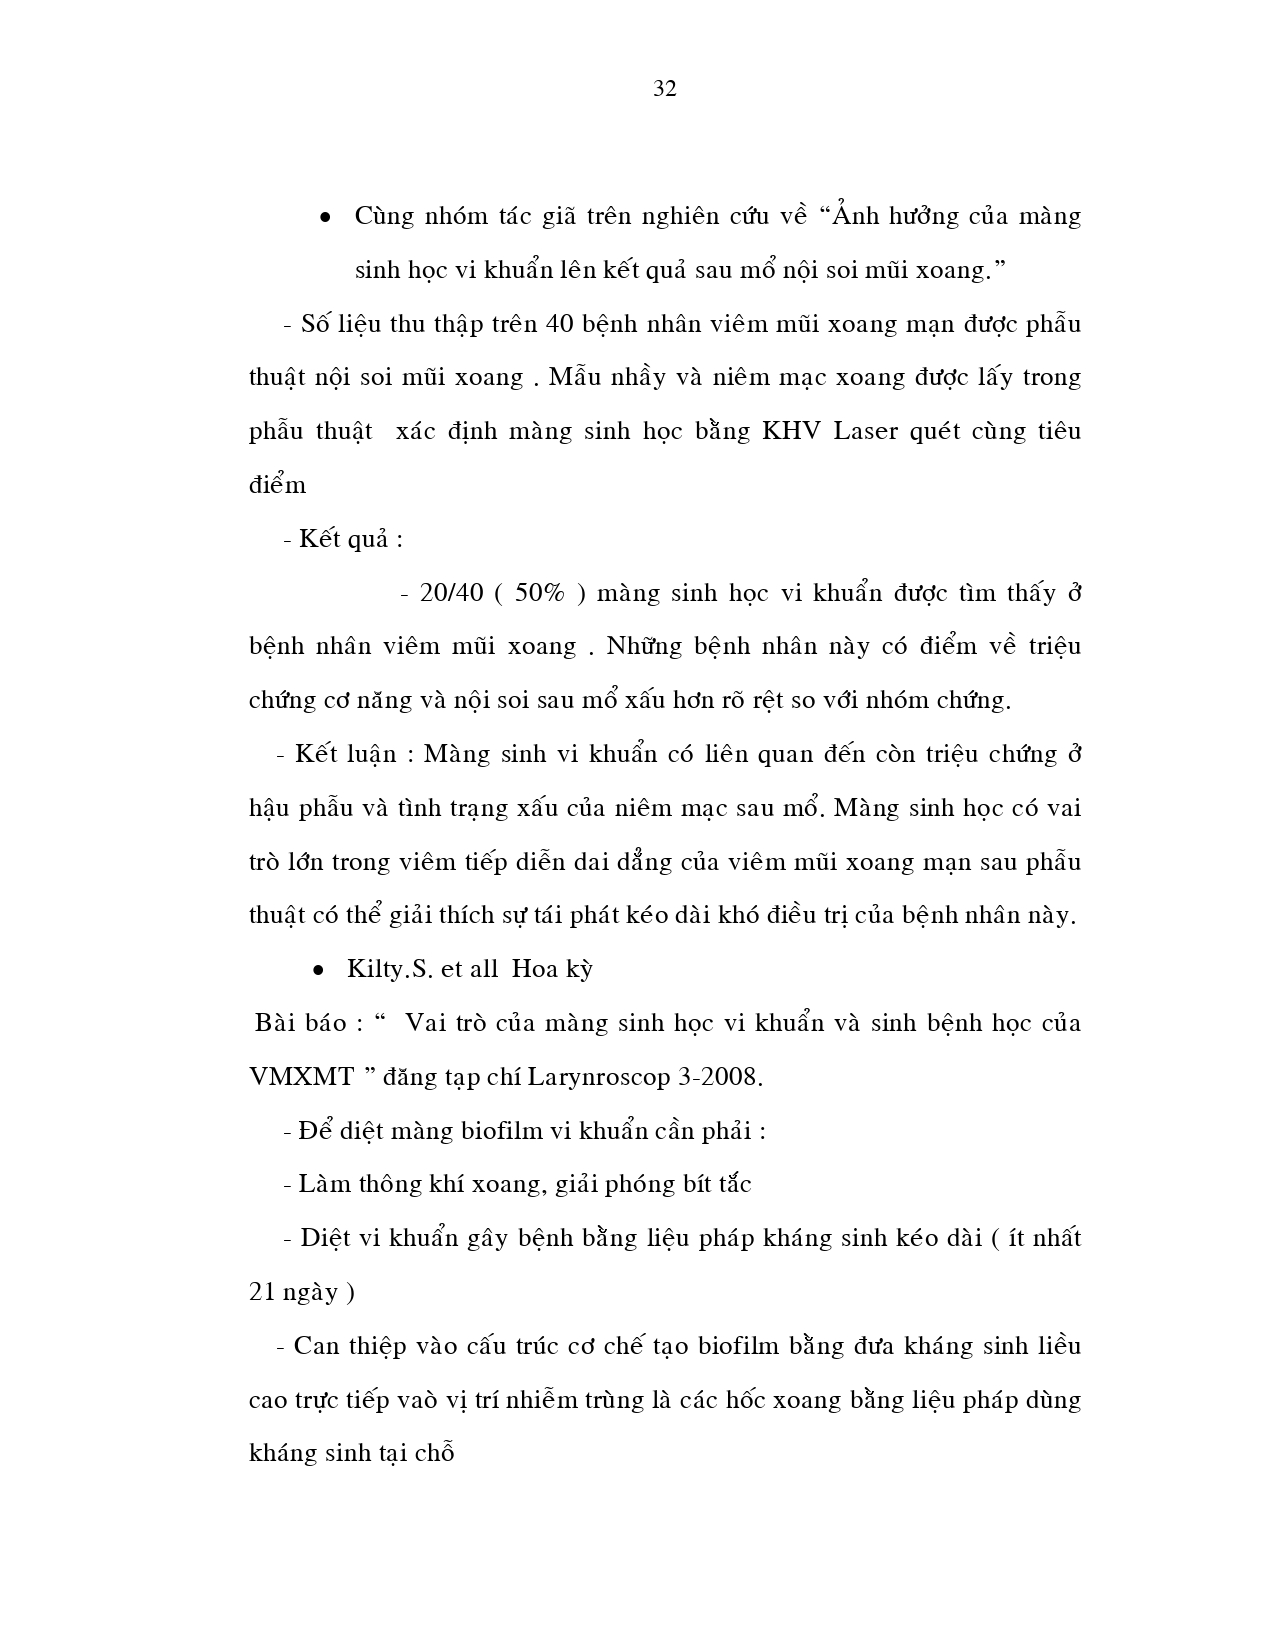 32
• Cùng nhóm tác giã trên nghiên cứu về “Ảnh hưởng của màng
sinh học vi khuẩn lên kết quả sau mổ nội soi mũi xoang.”
- Số liệu thu thập trên 40 bệnh nhân viêm mũi xoang mạn được phẫu
thuật nội soi mũi xoang . Mẫu nhầy và niêm mạc xoang được lấy trong
phẫu thuật xác định màng sinh học bằng KHV Laser quét cùng tiêu
điểm
- Kết quả :
- 20/40 ( 50% ) màng sinh học vi khuẩn được tìm thấy ở
bệnh nhân viêm mũi xoang . Những bệnh nhân này có điểm về triệu
chứng cơ năng và nội soi sau mổ xấu hơn rõ rệt so với nhóm chứng.
- Kết luận : Màng sinh vi khuẩn có liên quan đến còn triệu chứng ở
hậu phẫu và tình trạng xấu của niêm mạc sau mổ. Màng sinh học có vai
trò lớn trong viêm tiếp diễn dai dẳng của viêm mũi xoang mạn sau phẫu
thuật có thể giải thích sự tái phát kéo dài khó điều trị của bệnh nhân này.
• Kilty.S. et all Hoa kỳ
Bài báo : “ Vai trò của màng sinh học vi khuẩn và sinh bệnh học của
VMXMT ” đăng tạp chí Larynroscop 3-2008.
- Để diệt màng biofilm vi khuẩn cần phải :
- Làm thông khí xoang, giải phóng bít tắc
- Diệt vi khuẩn gây bệnh bằng liệu pháp kháng sinh kéo dài ( ít nhất
21 ngày )
- Can thiệp vào cấu trúc cơ chế tạo biofilm bằng đưa kháng sinh liều
cao trực tiếp vaò vị trí nhiễm trùng là các hốc xoang bằng liệu pháp dùng
kháng sinh tại chỗ